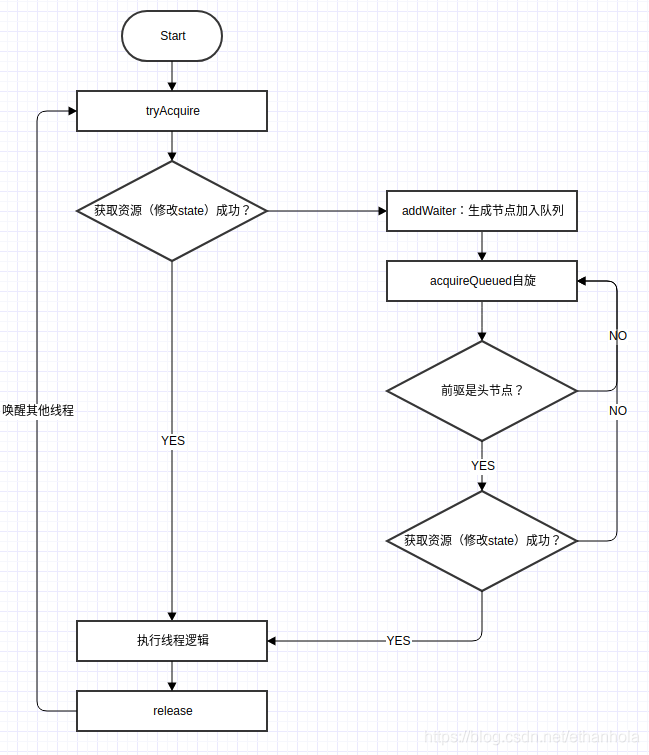 Start
tryAcquire
获取资源（修改state）成功？
addWaiter：生成节点加入队列
acquireQueued自旋
NO
前驱是头节点？
唤醒其他线程
NO
YES
YES
获取资源（修改state）成功？
执行线程逻辑
YES
release
https://blog.csdn.net/ethanhola